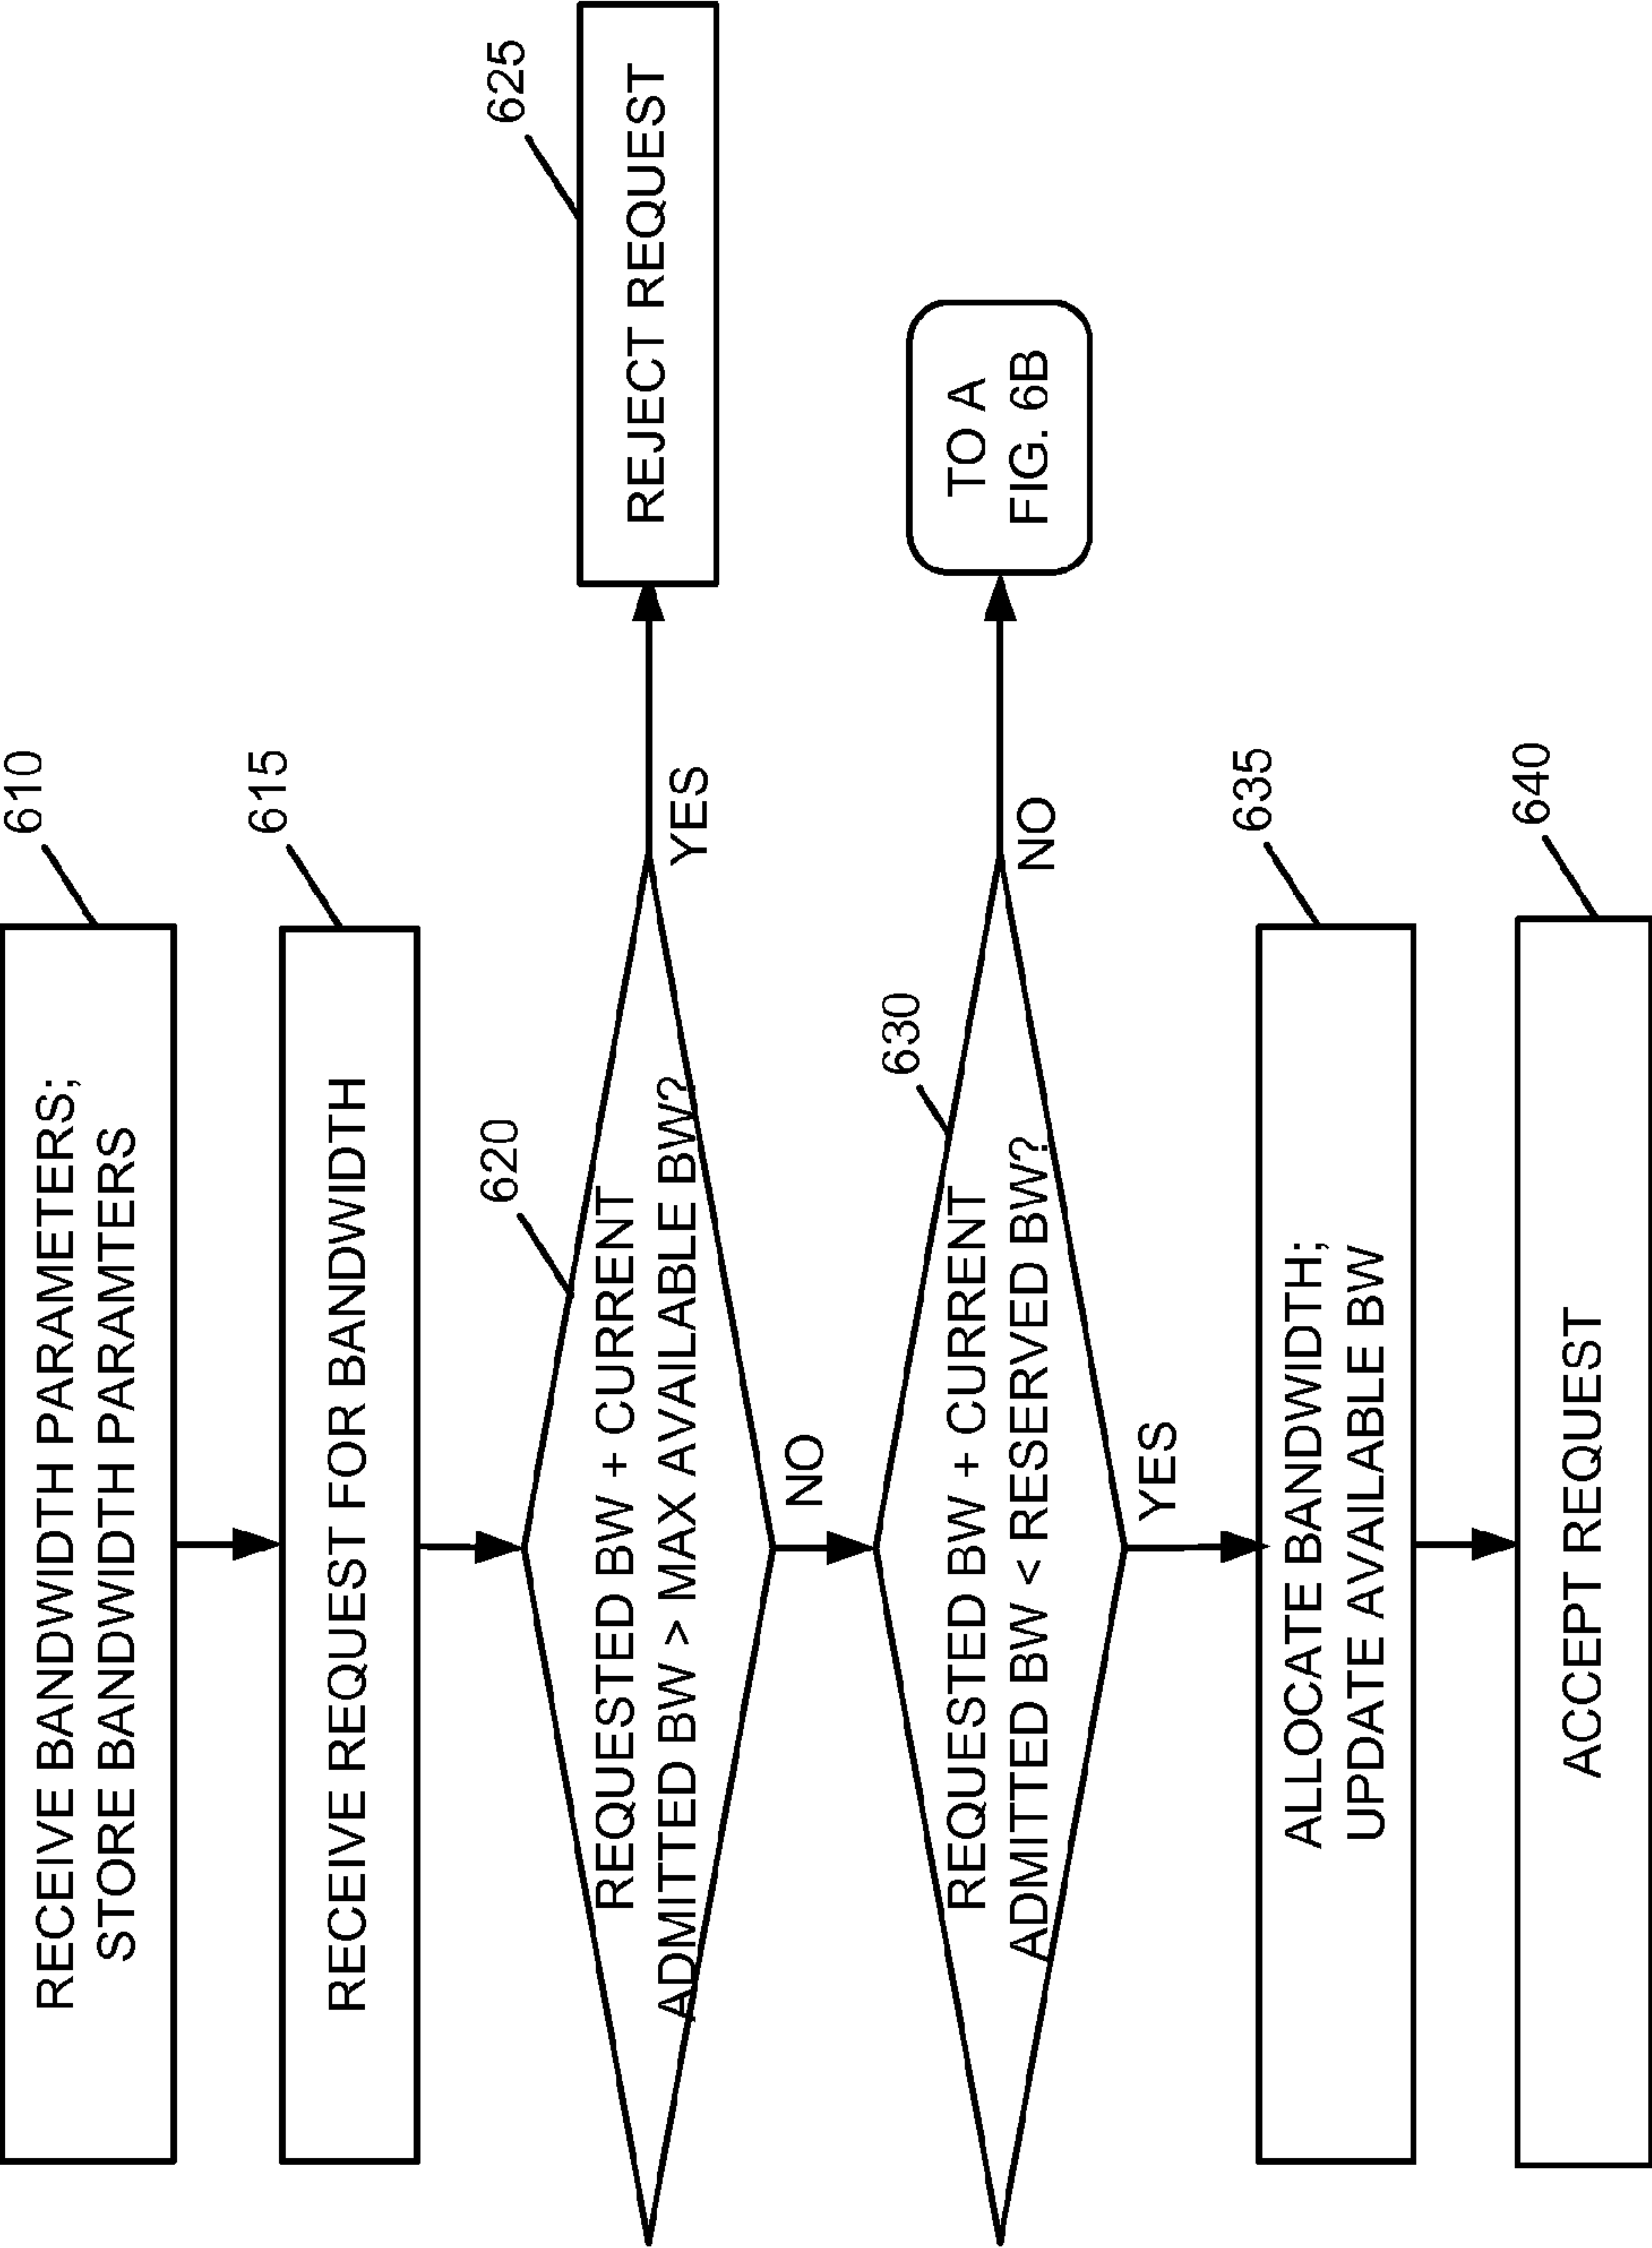 610
RECEIVE BANDWIDTH PARAMETERS;
STORE BANDWIDTH PARAMTERS
615
RECEIVE REQUEST FOR BANDWIDTH
620
REQUESTED BW + CURRENT
ADMITTED BW > MAX AVAILABLE BW?
YES
625
REJECT REQUEST
NO
630
REQUESTED BW + CURRENT
ADMITTED BW < RESERVED BW?
NO
TO A
FIG. 6B
YES
635
ALLOCATE BANDWIDTH;
UPDATE AVAILABLE BW
640
ACCEPT REQUEST